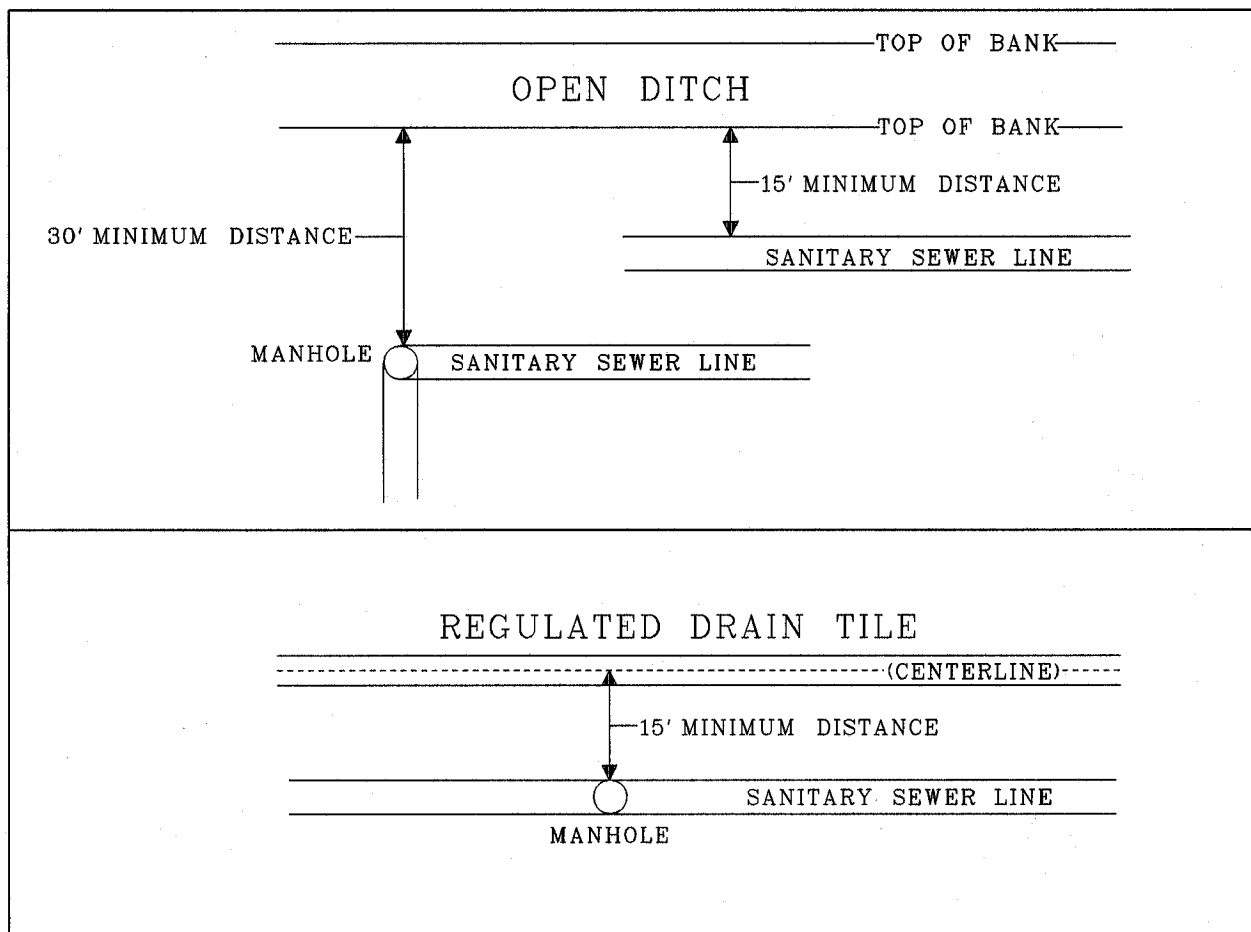 TOP OF BANK
OPEN DITCH
TOP OF BANK
15' MINIMUM DISTANCE
30' MINIMUM DISTANCE
SANITARY SEWER LINE
MANHOLE
SANITARY SEWER LINE
REGULATED DRAIN TILE
(CENTERLINE)
15' MINIMUM DISTANCE
SANITARY SEWER LINE
MANHOLE